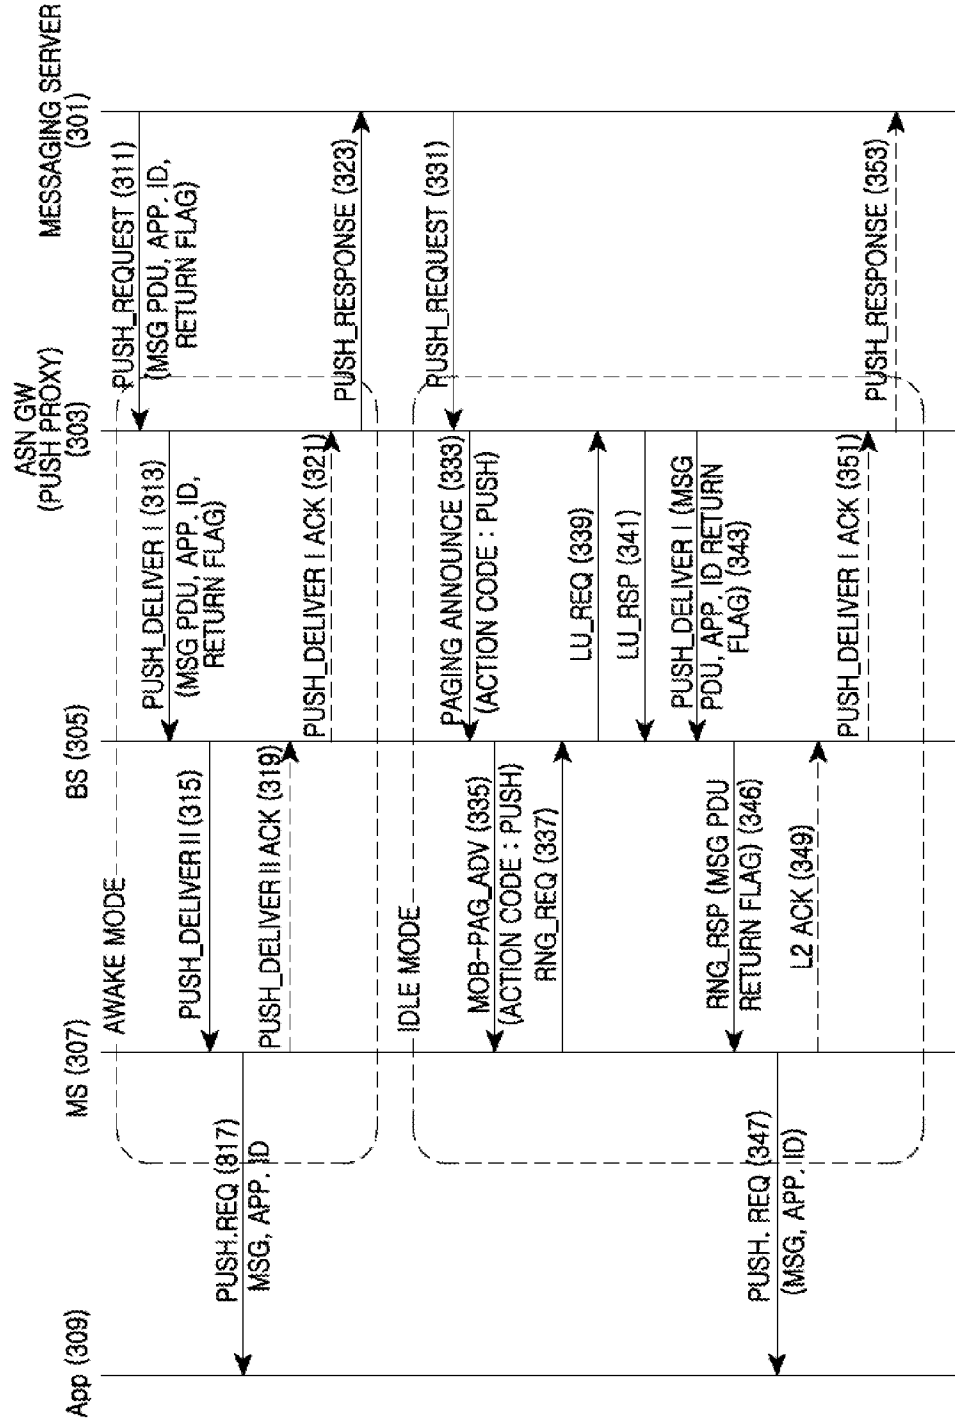 App (309)
MS (307)
BS (305)
ASN GW
(PUSH PROXY)
(303)
MESSAGING SERVER
(301)
AWAKE MODE
PUSH_REQUEST (311)
(MSG PDU, APP. ID,
RETURN FLAG)
PUSH_DELIVER I (313)
(MSG PDU, APP. ID,
RETURN FLAG)
PUSH_DELIVER II (315)
PUSH.REQ (317)
MSG, APP. ID
PUSH_DELIVER II ACK (319)
PUSH_DELIVER I ACK (321)
PUSH_RESPONSE (323)
IDLE MODE
PUSH_REQUEST (331)
PAGING ANNOUNCE (333)
(ACTION CODE : PUSH)
MOB-PAG_ADV (335)
(ACTION CODE : PUSH)
RNG_REQ (337)
LU_REQ (339)
LU_RSP (341)
PUSH_DELIVER I (MSG
PDU, APP. ID RETURN
FLAG) (343)
RNG_RSP (MSG PDU
RETURN FLAG) (346)
PUSH. REQ (347)
(MSG, APP. ID)
L2 ACK (349)
PUSH_DELIVER I ACK (351)
PUSH_RESPONSE (353)